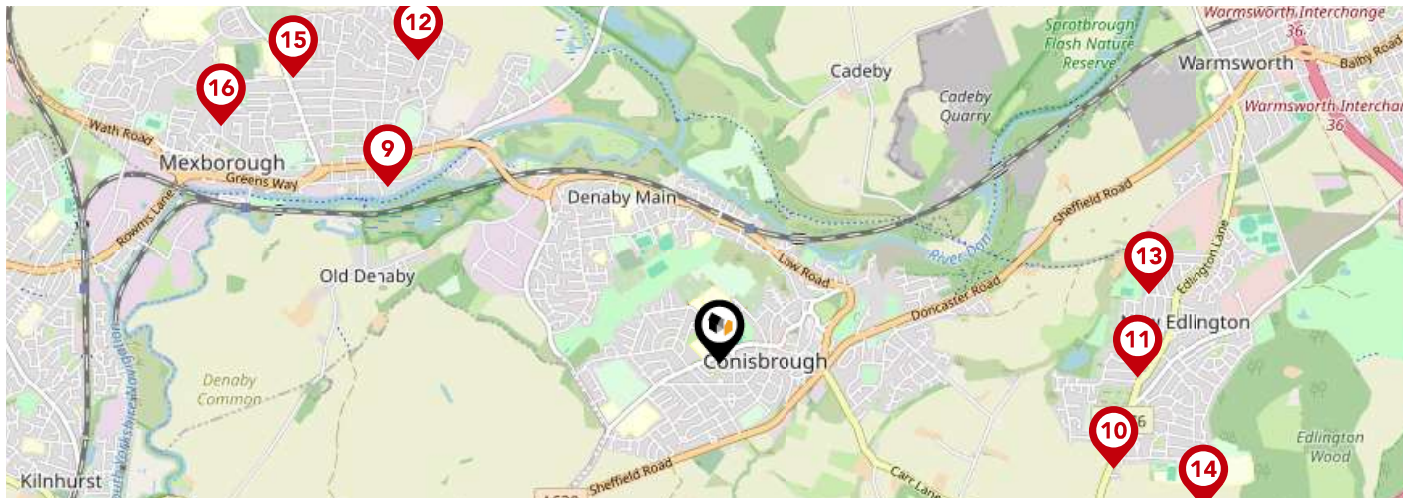 12
15
16
9
Wath Road
Mexborough
Greens Way
Rowms Lane
Old Denaby
Denaby
Common
Kilnhurst
Denaby Main
Cadeby
Cadeby
Quarry
Sprotbrough
Flash Nature
Reserve
Warmsworth Interchange
36
Warmsworth
Balby Road
Warmsworth Interchan
36
Sheffield Road
River Don
Low Road
Doncaster Road
Edlington Lane
13
New Edlington
11
Conisbrough
10
14
Edlington
Wood
Sheffield Road
Carr Lane